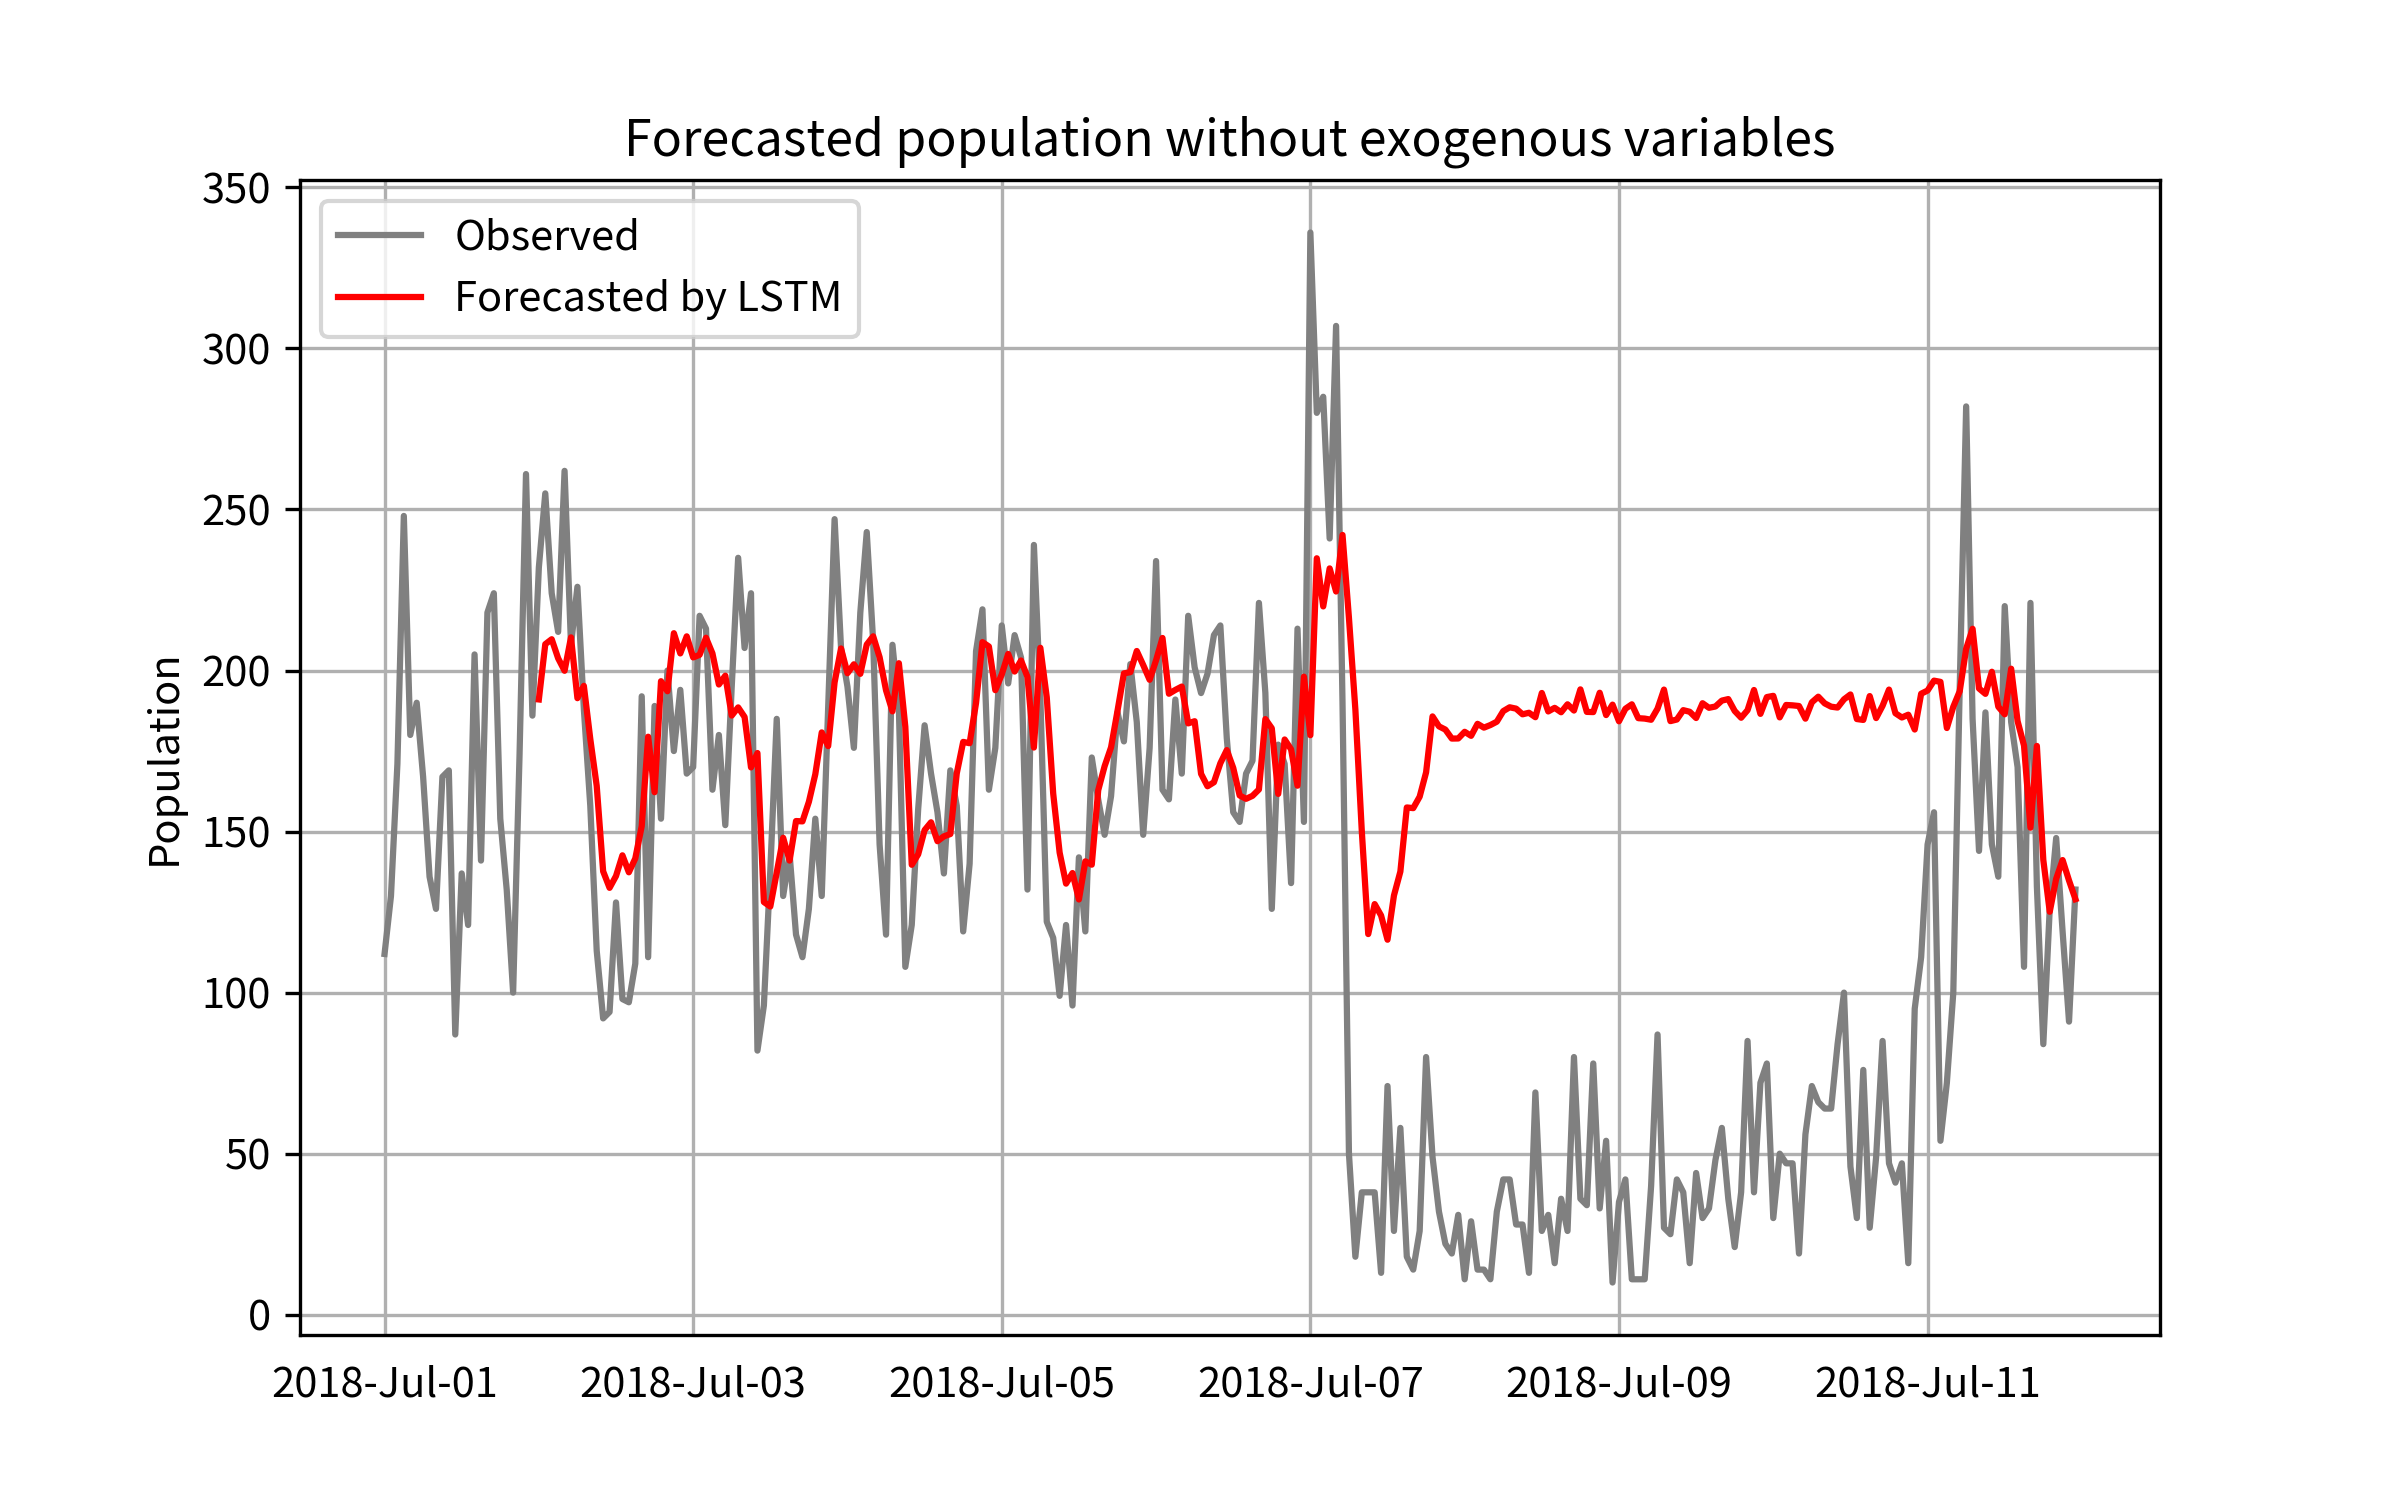 Forecasted population without exogenous variables
350
300
250
200
150
100
50
0
Population
Observed
Forecasted by LSTM
2018-Jul-01 2018-Jul-03 2018-Jul-05 2018-Jul-07 2018-Jul-09 2018-Jul-11